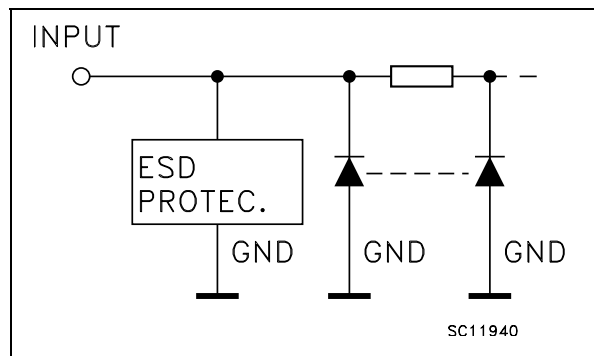 INPUT
ESD
PROTEC.
GND
GND
GND
SC11940